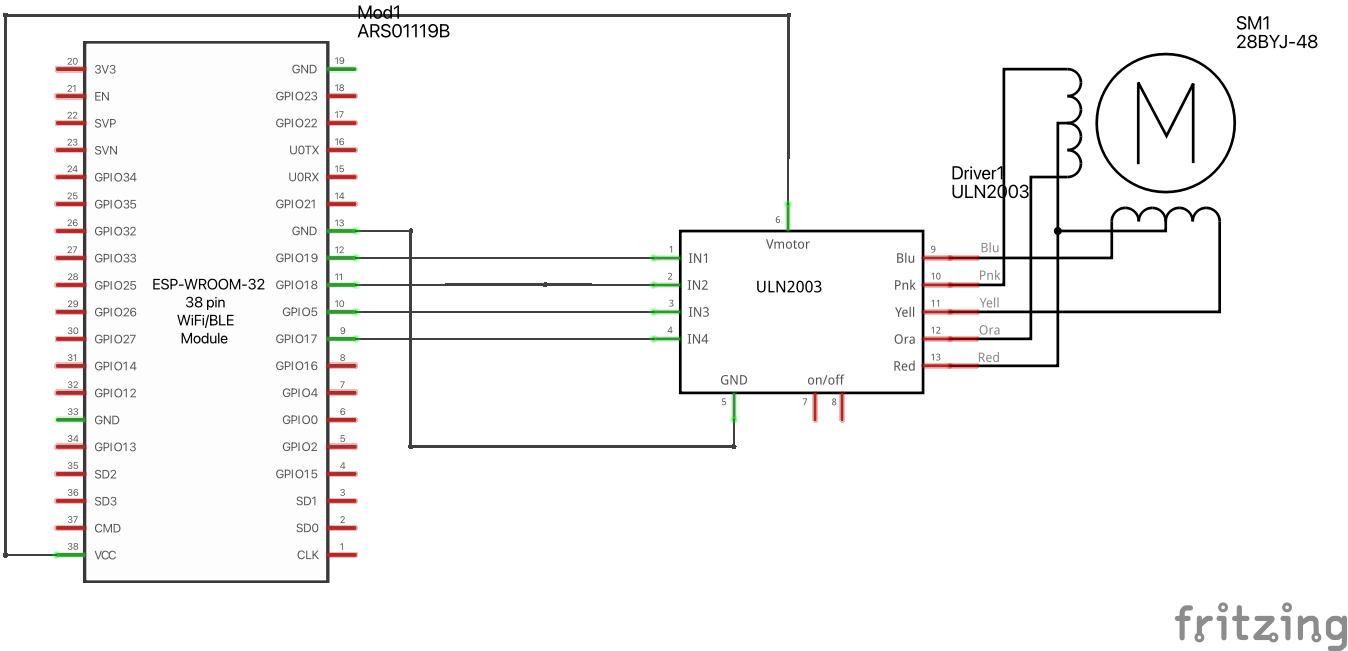 Mod1
ARS01119B
SM1
28BYJ-48
20 3V3 GND 19
21 EN GPIO23 18
22 SVP GPIO22 17
23 SVN U0TX 16
24 GPIO34 U0RX 15
25 GPIO35 GPIO21 14
26 GPIO32 GND 13
27 GPIO33 GPIO19 12
28 GPIO25 GPIO18 11
29 GPIO26 GPIO5 10
30 GPIO27 GPIO17 9
31 GPIO14 GPIO16 8
32 GPIO12 GPIO4 7
33 GND GPIO0 6
34 GPIO13 GPIO2 5
35 SD2 GPIO15 4
36 SD3 SD1 3
37 CMD SD0 2
38 VCC CLK 1
ESP-WROOM-32
38 pin
WiFi/BLE
Module
Driver1
ULN2003
6
Vmotor
ULN2003
1 IN1
2 IN2
3 IN3
4 IN4
Blu 9 Blu
Pnk 10 Pnk
Yell 11 Yell
Ora 12 Ora
Red 13 Red
GND on/off
5 7 8
M
fritzing